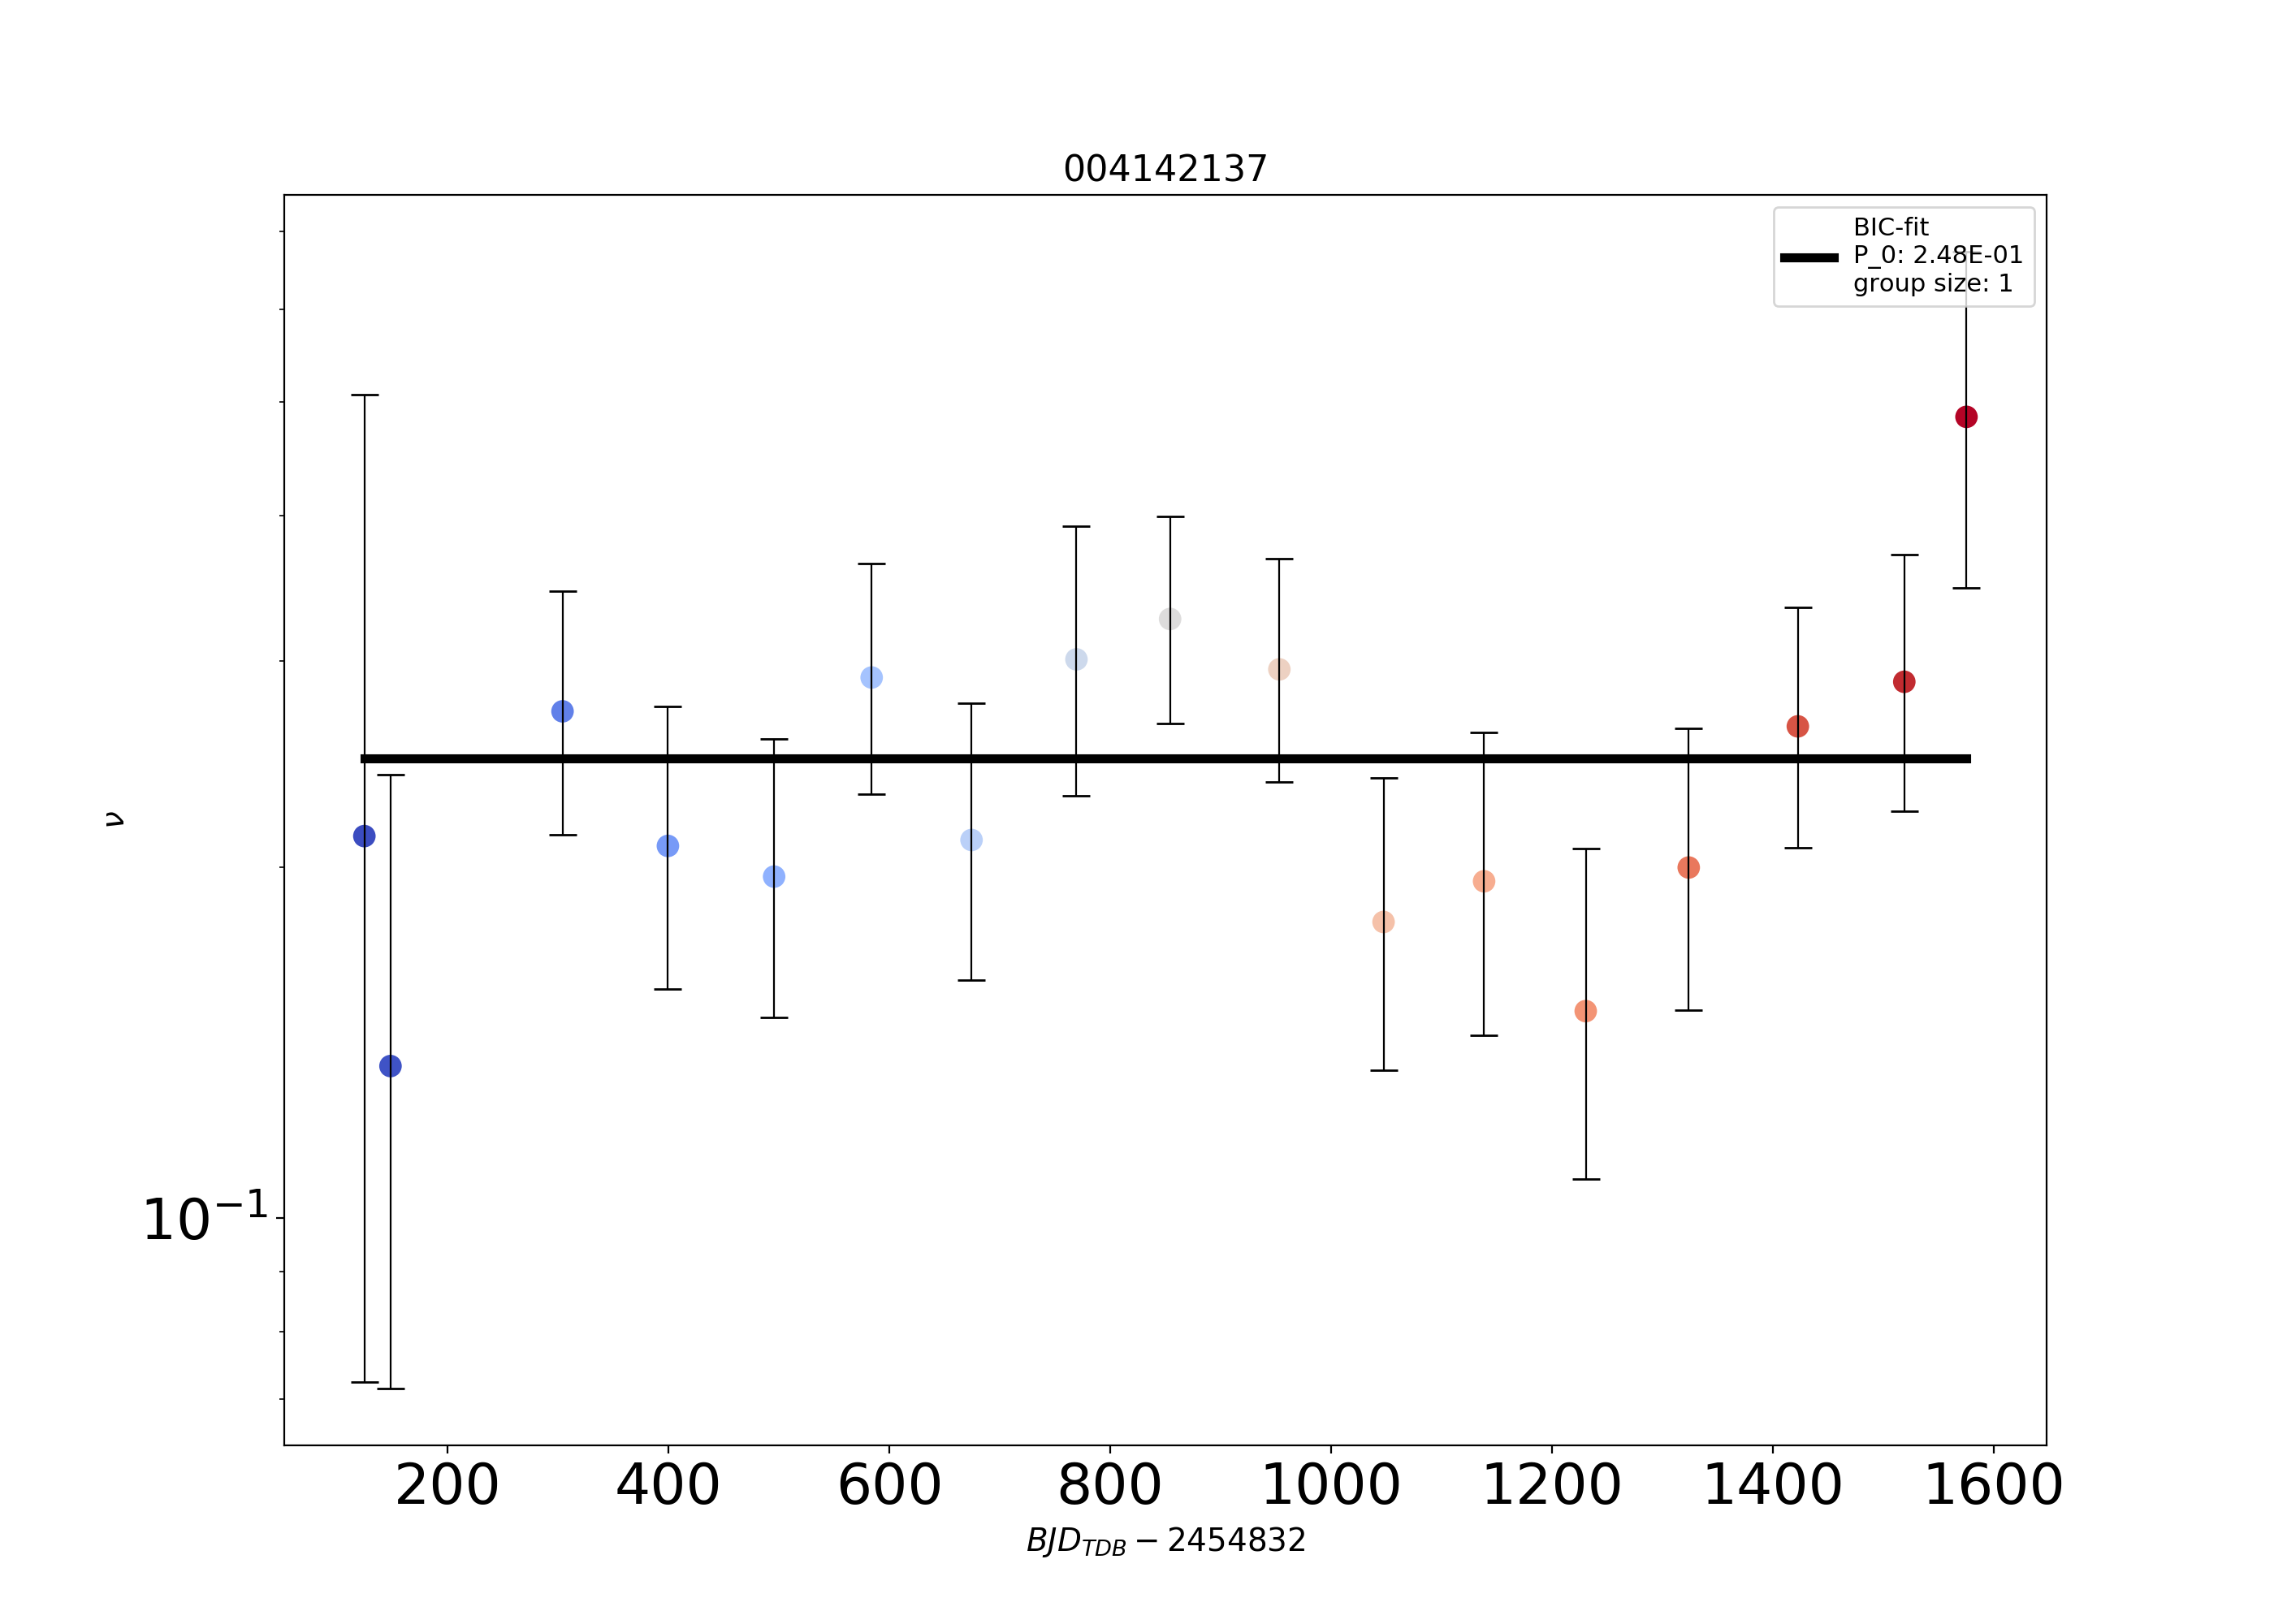 004142137
BIC-fit
P_0: 2.48E-01
group size: 1
ν
10⁻¹
200 400 600 800 1000 1200 1400 1600
BJD_TDB − 2454832